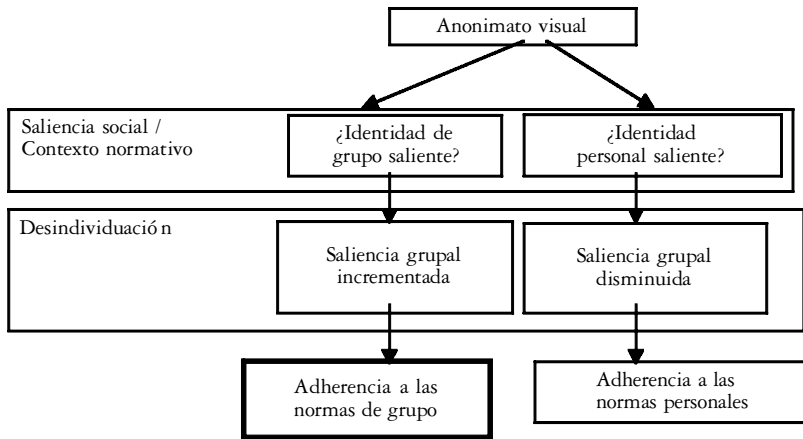 Anonimato visual
Saliencia social /
Contexto normativo
¿Identidad de
grupo saliente?
¿Identidad
personal saliente?
Desindividuación
Saliencia grupal
incrementada
Saliencia grupal
disminuida
Adherencia a las
normas de grupo
Adherencia a las
normas personales